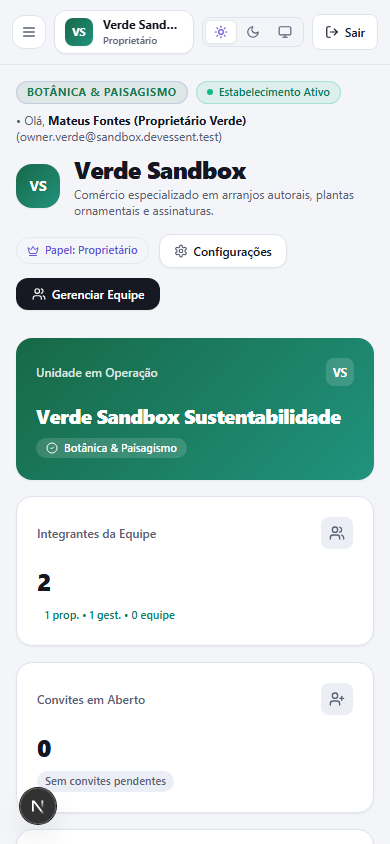 VS
Verde Sand...
Proprietário
Sair
BOTÂNICA & PAISAGISMO
Estabelecimento Ativo
• Olá, Mateus Fontes (Proprietário Verde)
(owner.verde@sandbox.devessent.test)
VS
Verde Sandbox
Comércio especializado em arranjos autorais, plantas
ornamentais e assinaturas.
Papel: Proprietário
Configurações
Gerenciar Equipe
Unidade em Operação
VS
Verde Sandbox Sustentabilidade
Botânica & Paisagismo
Integrantes da Equipe
2
1 prop. • 1 gest. • 0 equipe
Convites em Aberto
0
Sem convites pendentes
N